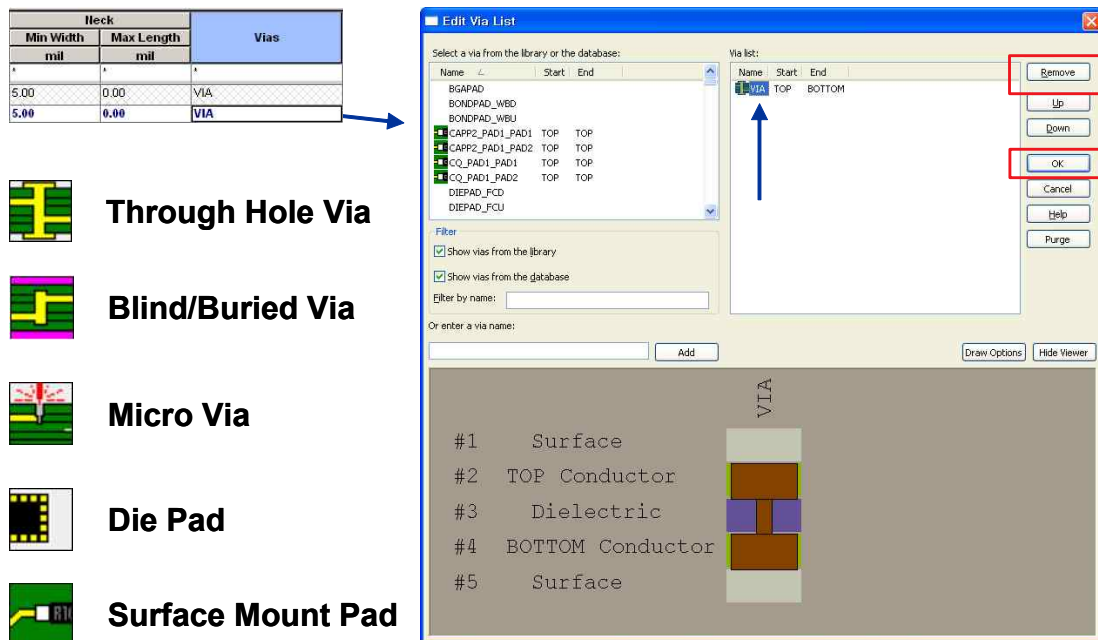 Neck
Min Width Max Length Vias
mil mil
* * *
5.00 0.00 VIA
5.00 0.00 VIA
Through Hole Via
Blind/Buried Via
Micro Via
Die Pad
Surface Mount Pad
Edit Via List
Select a via from the library or the database:
Name Start End
BGAPAD
BONDPAD_WBD
BONDPAD_WBU
CAPP2_PAD1_PAD1 TOP TOP
CAPP2_PAD1_PAD2 TOP TOP
CQ_PAD1_PAD1 TOP TOP
CQ_PAD1_PAD2 TOP TOP
DIEPAD_FCD
DIEPAD_FCU
Filter
Show vias from the library
Show vias from the database
Filter by name:
Or enter a via name:
Add
Via list:
Name Start End
VIA TOP BOTTOM
Remove
Up
Down
OK
Cancel
Help
Purge
Draw Options Hide Viewer
VIA
#1 Surface
#2 TOP Conductor
#3 Dielectric
#4 BOTTOM Conductor
#5 Surface